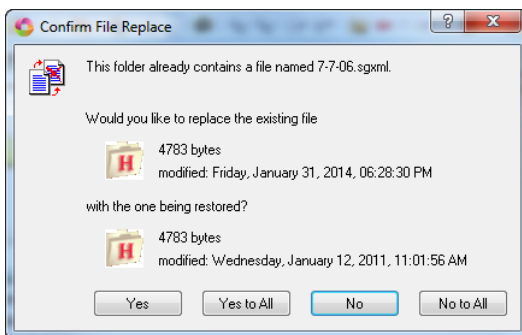 Confirm File Replace
This folder already contains a file named 7-7-06.sgxml.
Would you like to replace the existing file
H
4783 bytes
modified: Friday, January 31, 2014, 06:28:30 PM
with the one being restored?
H
4783 bytes
modified: Wednesday, January 12, 2011, 11:01:56 AM
Yes Yes to All No No to All